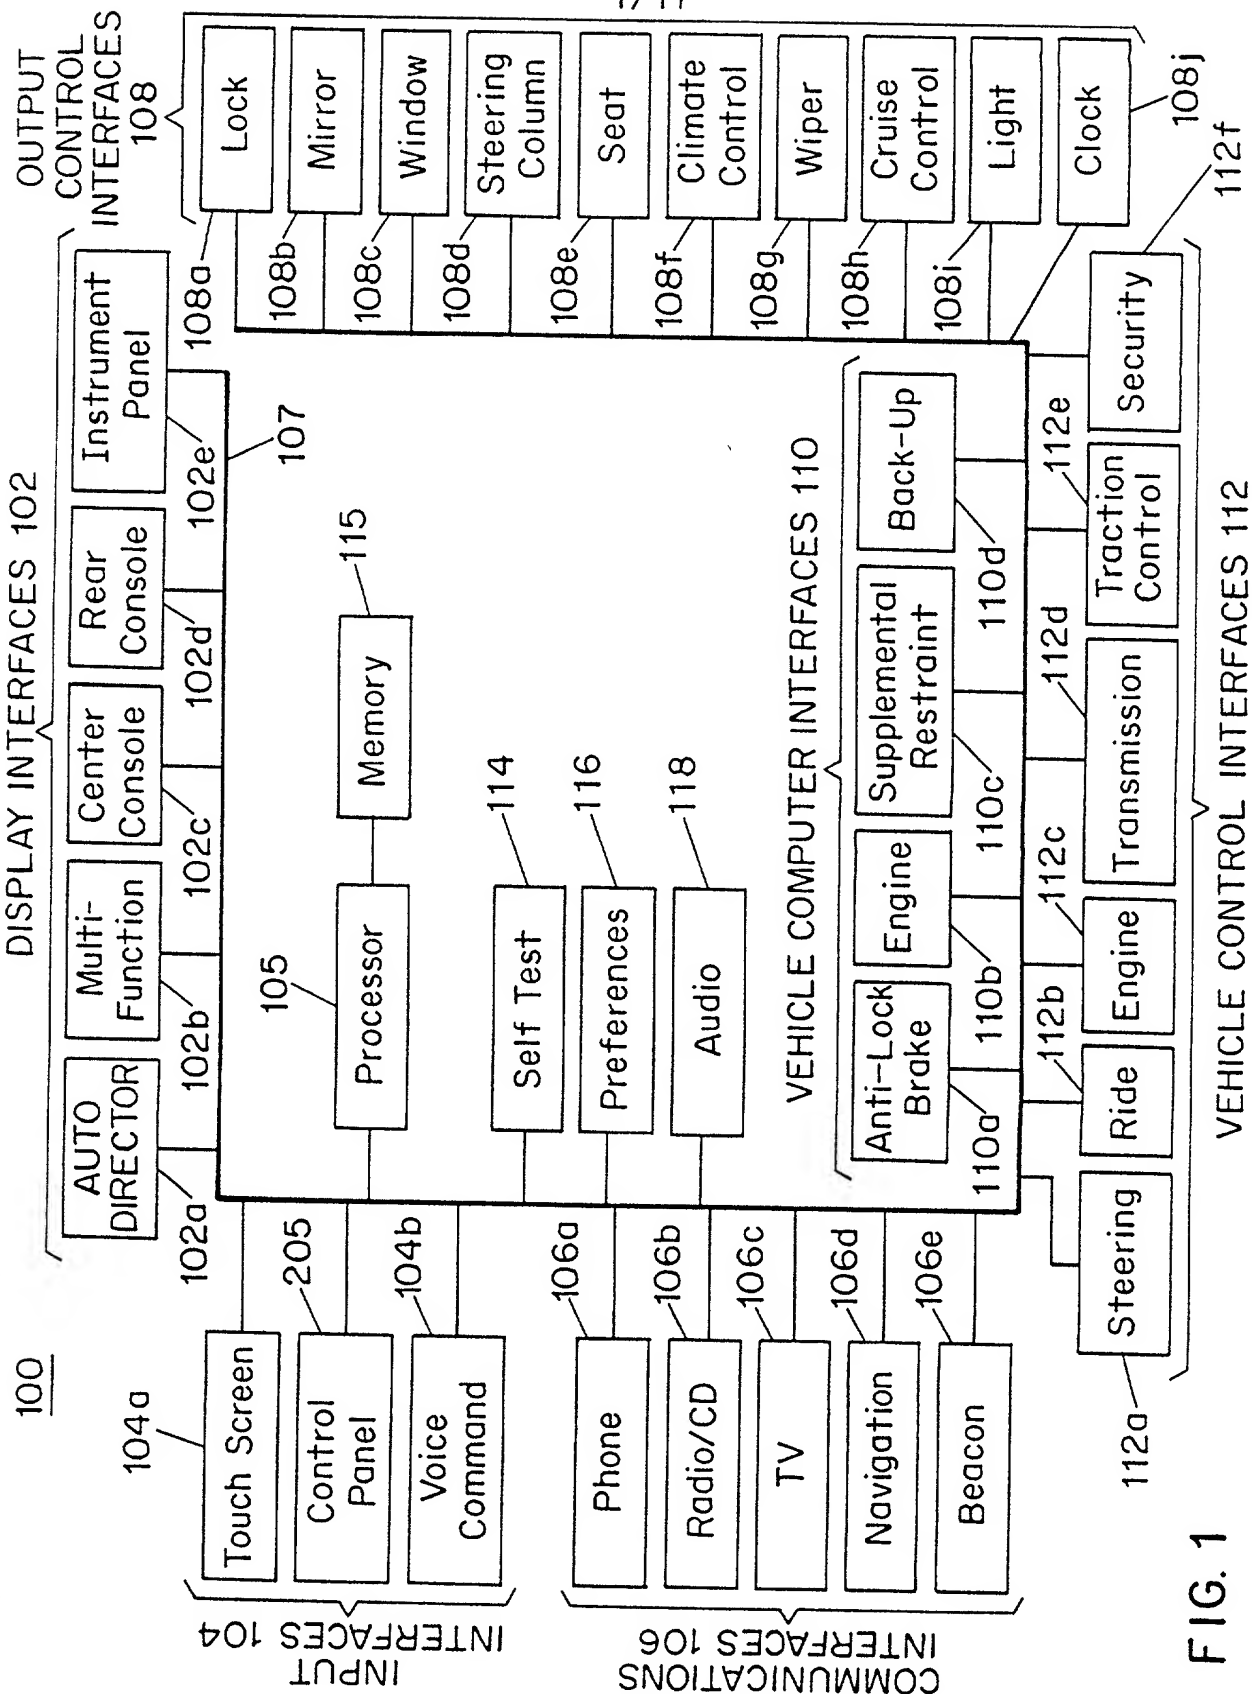 100
DISPLAY INTERFACES 102
AUTO
DIRECTOR
102a
Multi-
Function
102b
Center
Console
102c
Rear
Console
102d
Instrument
Panel
102e
107
OUTPUT
CONTROL
INTERFACES
108
Lock
108a
Mirror
108b
Window
108c
Steering
Column
108d
Seat
108e
Climate
Control
108f
Wiper
108g
Cruise
Control
108h
Light
108i
Clock
108j
INPUT
INTERFACES 104
104a
Touch Screen
Control
Panel
205
Voice
Command
104b
COMMUNICATIONS
INTERFACES 106
Phone
106a
Radio/CD
106b
TV
106c
Navigation
106d
Beacon
106e
105
Processor
Memory
115
Self Test
114
Preferences
116
Audio
118
VEHICLE COMPUTER INTERFACES 110
Anti-Lock
Brake
110a
Engine
110b
Supplemental
Restraint
110c
Back-Up
110d
Steering
112a
Ride
112b
Engine
112c
Transmission
112d
Traction
Control
112e
Security
112f
VEHICLE CONTROL INTERFACES 112
FIG. 1